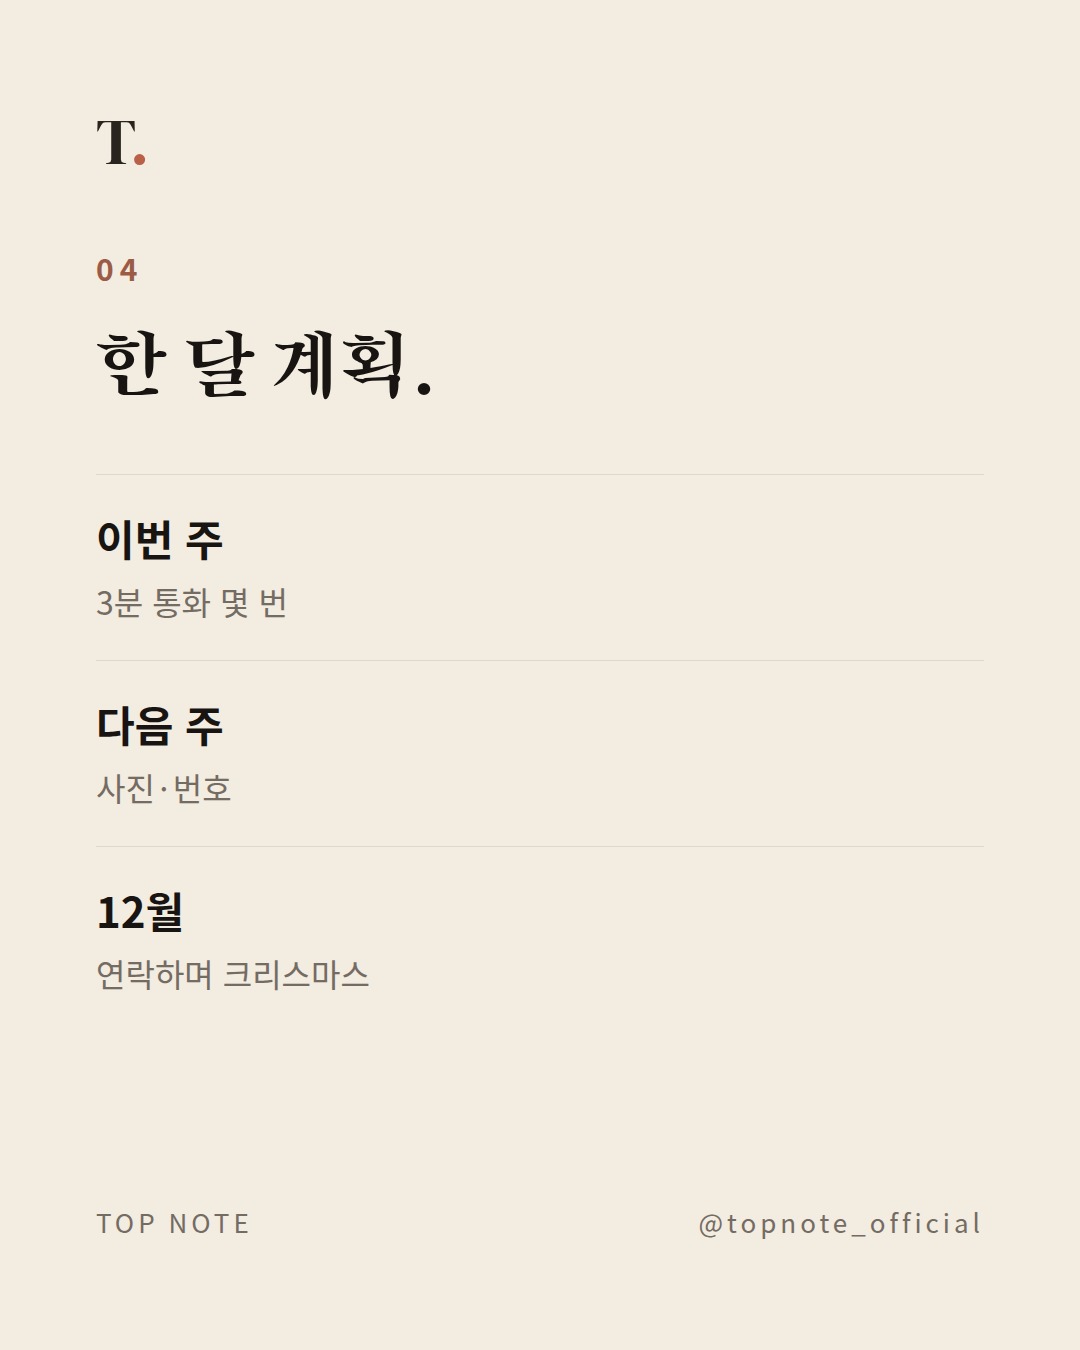 T.
04
한 달 계획.
이번 주
3분 통화 몇 번
다음 주
사진·번호
12월
연락하며 크리스마스
TOP NOTE
@topnote_official